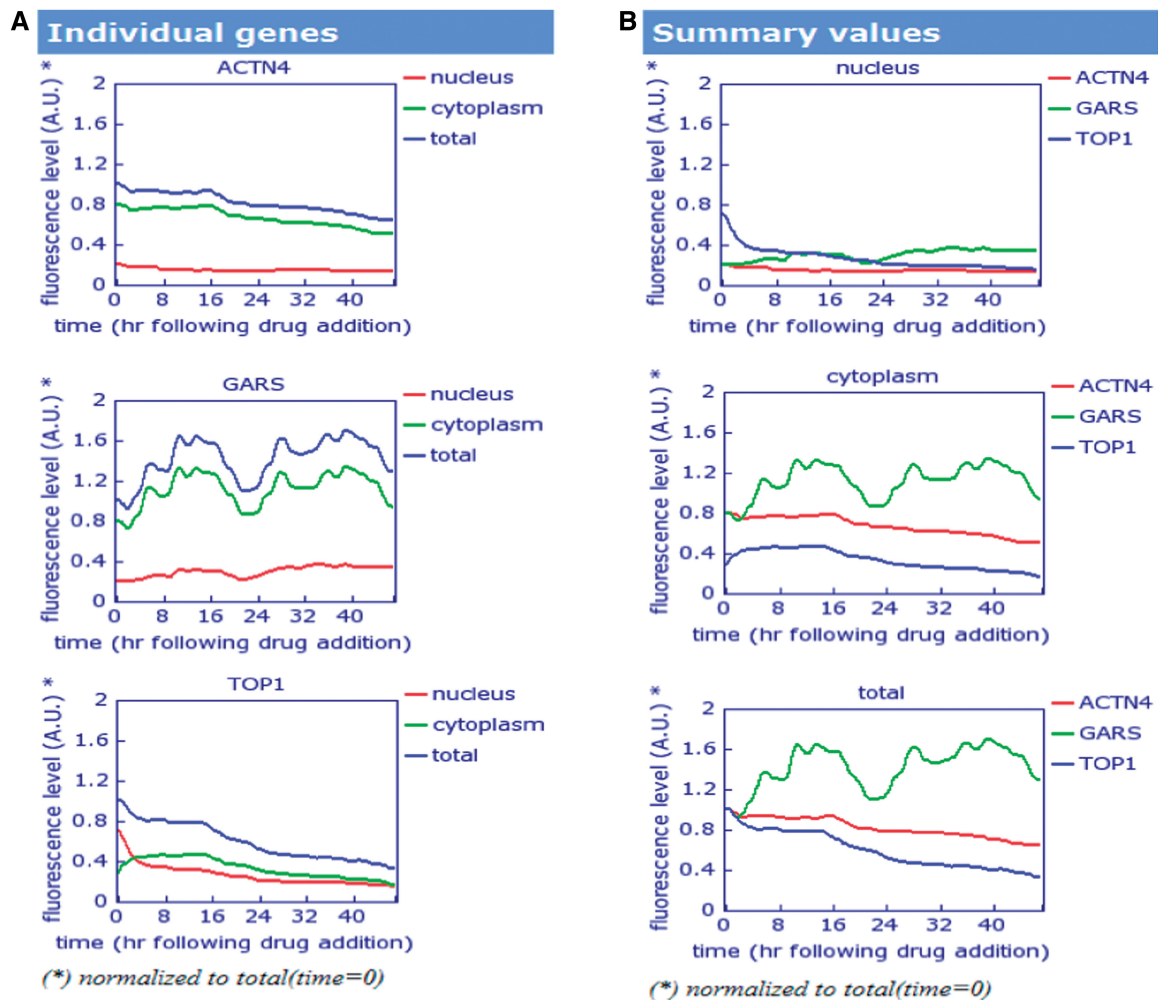 A Individual genes
ACTN4
fluorescence level (A.U.) *
2
1.6
1.2
0.8
0.4
0
0 8 16 24 32 40
time (hr following drug addition)
nucleus
cytoplasm
total
GARS
fluorescence level (A.U.) *
2
1.6
1.2
0.8
0.4
0
0 8 16 24 32 40
time (hr following drug addition)
nucleus
cytoplasm
total
TOP1
fluorescence level (A.U.) *
2
1.6
1.2
0.8
0.4
0
0 8 16 24 32 40
time (hr following drug addition)
nucleus
cytoplasm
total
(*) normalized to total(time=0)
B Summary values
nucleus
fluorescence level (A.U.) *
2
1.6
1.2
0.8
0.4
0
0 8 16 24 32 40
time (hr following drug addition)
ACTN4
GARS
TOP1
cytoplasm
fluorescence level (A.U.) *
2
1.6
1.2
0.8
0.4
0
0 8 16 24 32 40
time (hr following drug addition)
ACTN4
GARS
TOP1
total
fluorescence level (A.U.) *
2
1.6
1.2
0.8
0.4
0
0 8 16 24 32 40
time (hr following drug addition)
ACTN4
GARS
TOP1
(*) normalized to total(time=0)